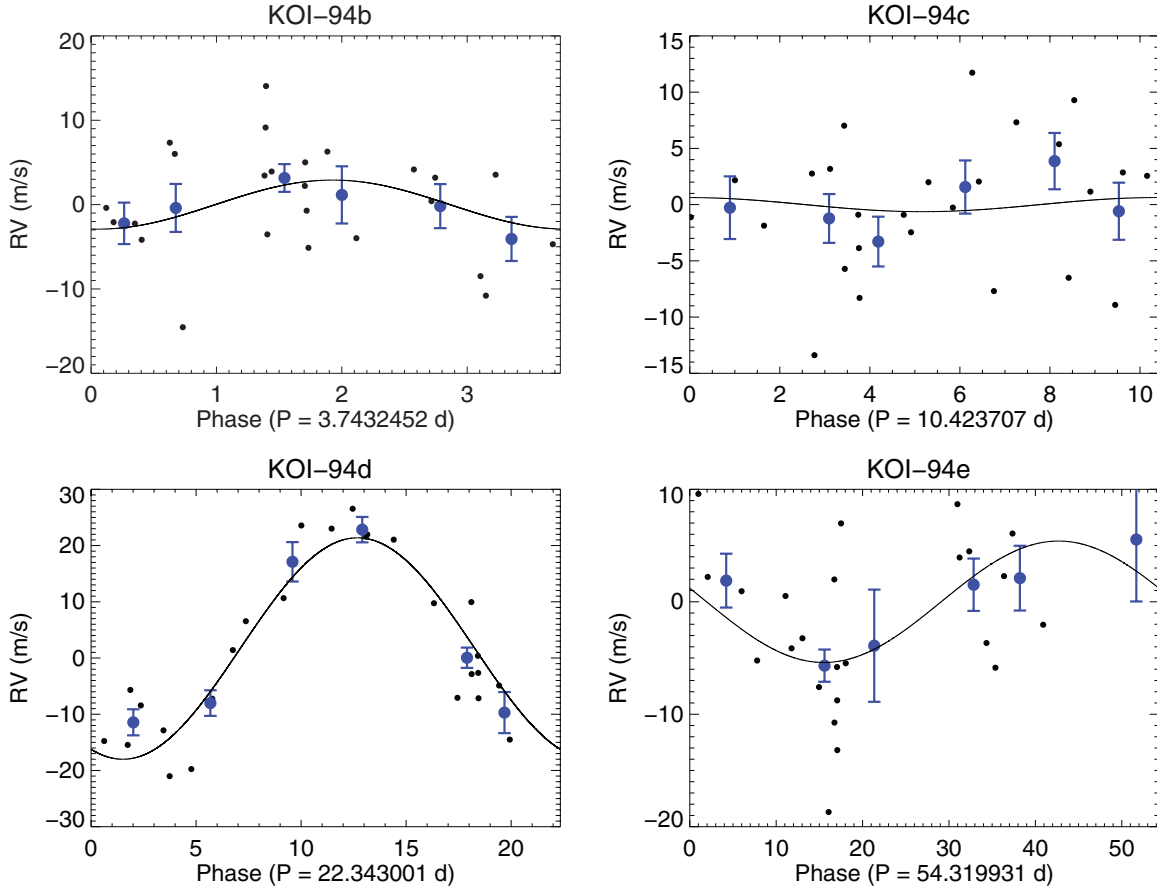 KOI−94b
20
10
0
−10
−20
RV (m/s)
0 1 2 3
Phase (P = 3.7432452 d)
KOI−94c
15
10
5
0
−5
−10
−15
RV (m/s)
0 2 4 6 8 10
Phase (P = 10.423707 d)
KOI−94d
30
20
10
0
−10
−20
−30
RV (m/s)
0 5 10 15 20
Phase (P = 22.343001 d)
KOI−94e
10
0
−10
−20
RV (m/s)
0 10 20 30 40 50
Phase (P = 54.319931 d)